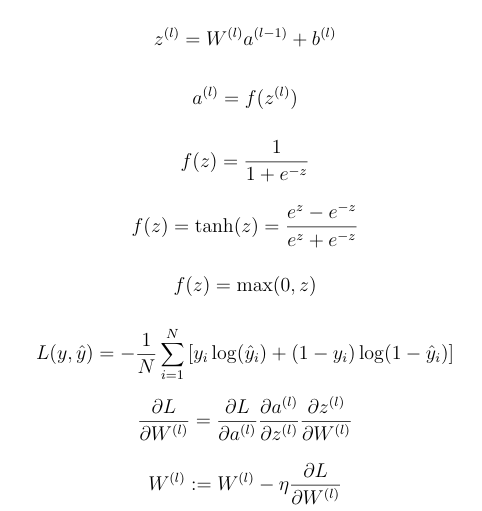 z^{(l)} = W^{(l)}a^{(l-1)} + b^{(l)}
a^{(l)} = f(z^{(l)})
f(z) = \frac{1}{1 + e^{-z}}
f(z) = \tanh(z) = \frac{e^z - e^{-z}}{e^z + e^{-z}}
f(z) = \max(0, z)
L(y, \hat{y}) = -\frac{1}{N} \sum_{i=1}^{N} [y_i \log(\hat{y}_i) + (1 - y_i) \log(1 - \hat{y}_i)]
\frac{\partial L}{\partial W^{(l)}} = \frac{\partial L}{\partial a^{(l)}} \frac{\partial a^{(l)}}{\partial z^{(l)}} \frac{\partial z^{(l)}}{\partial W^{(l)}}
W^{(l)} := W^{(l)} - \eta \frac{\partial L}{\partial W^{(l)}}